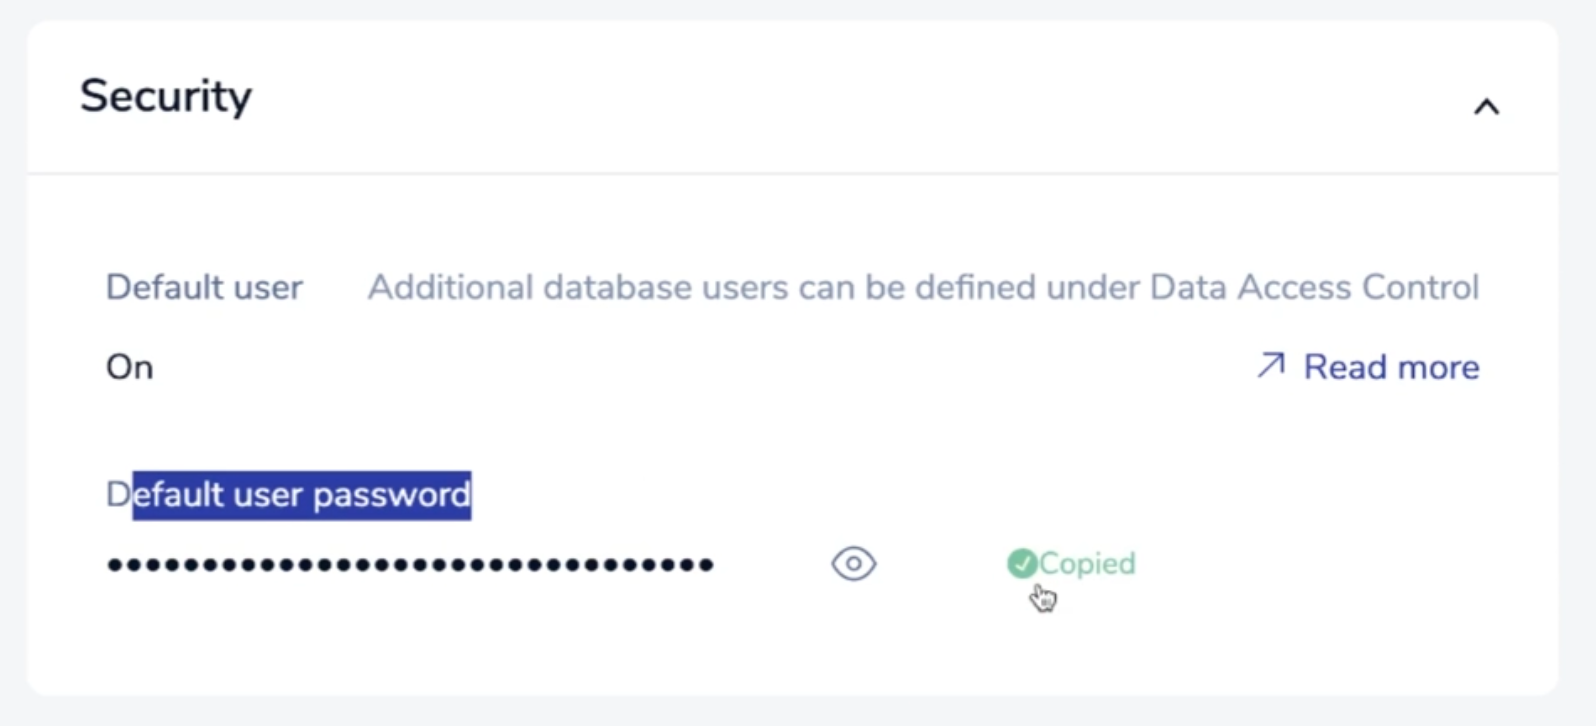 Security
Default user
Additional database users can be defined under Data Access Control
On
Read more
Default user password
••••••••••••••••••••••••••••••••
Copied